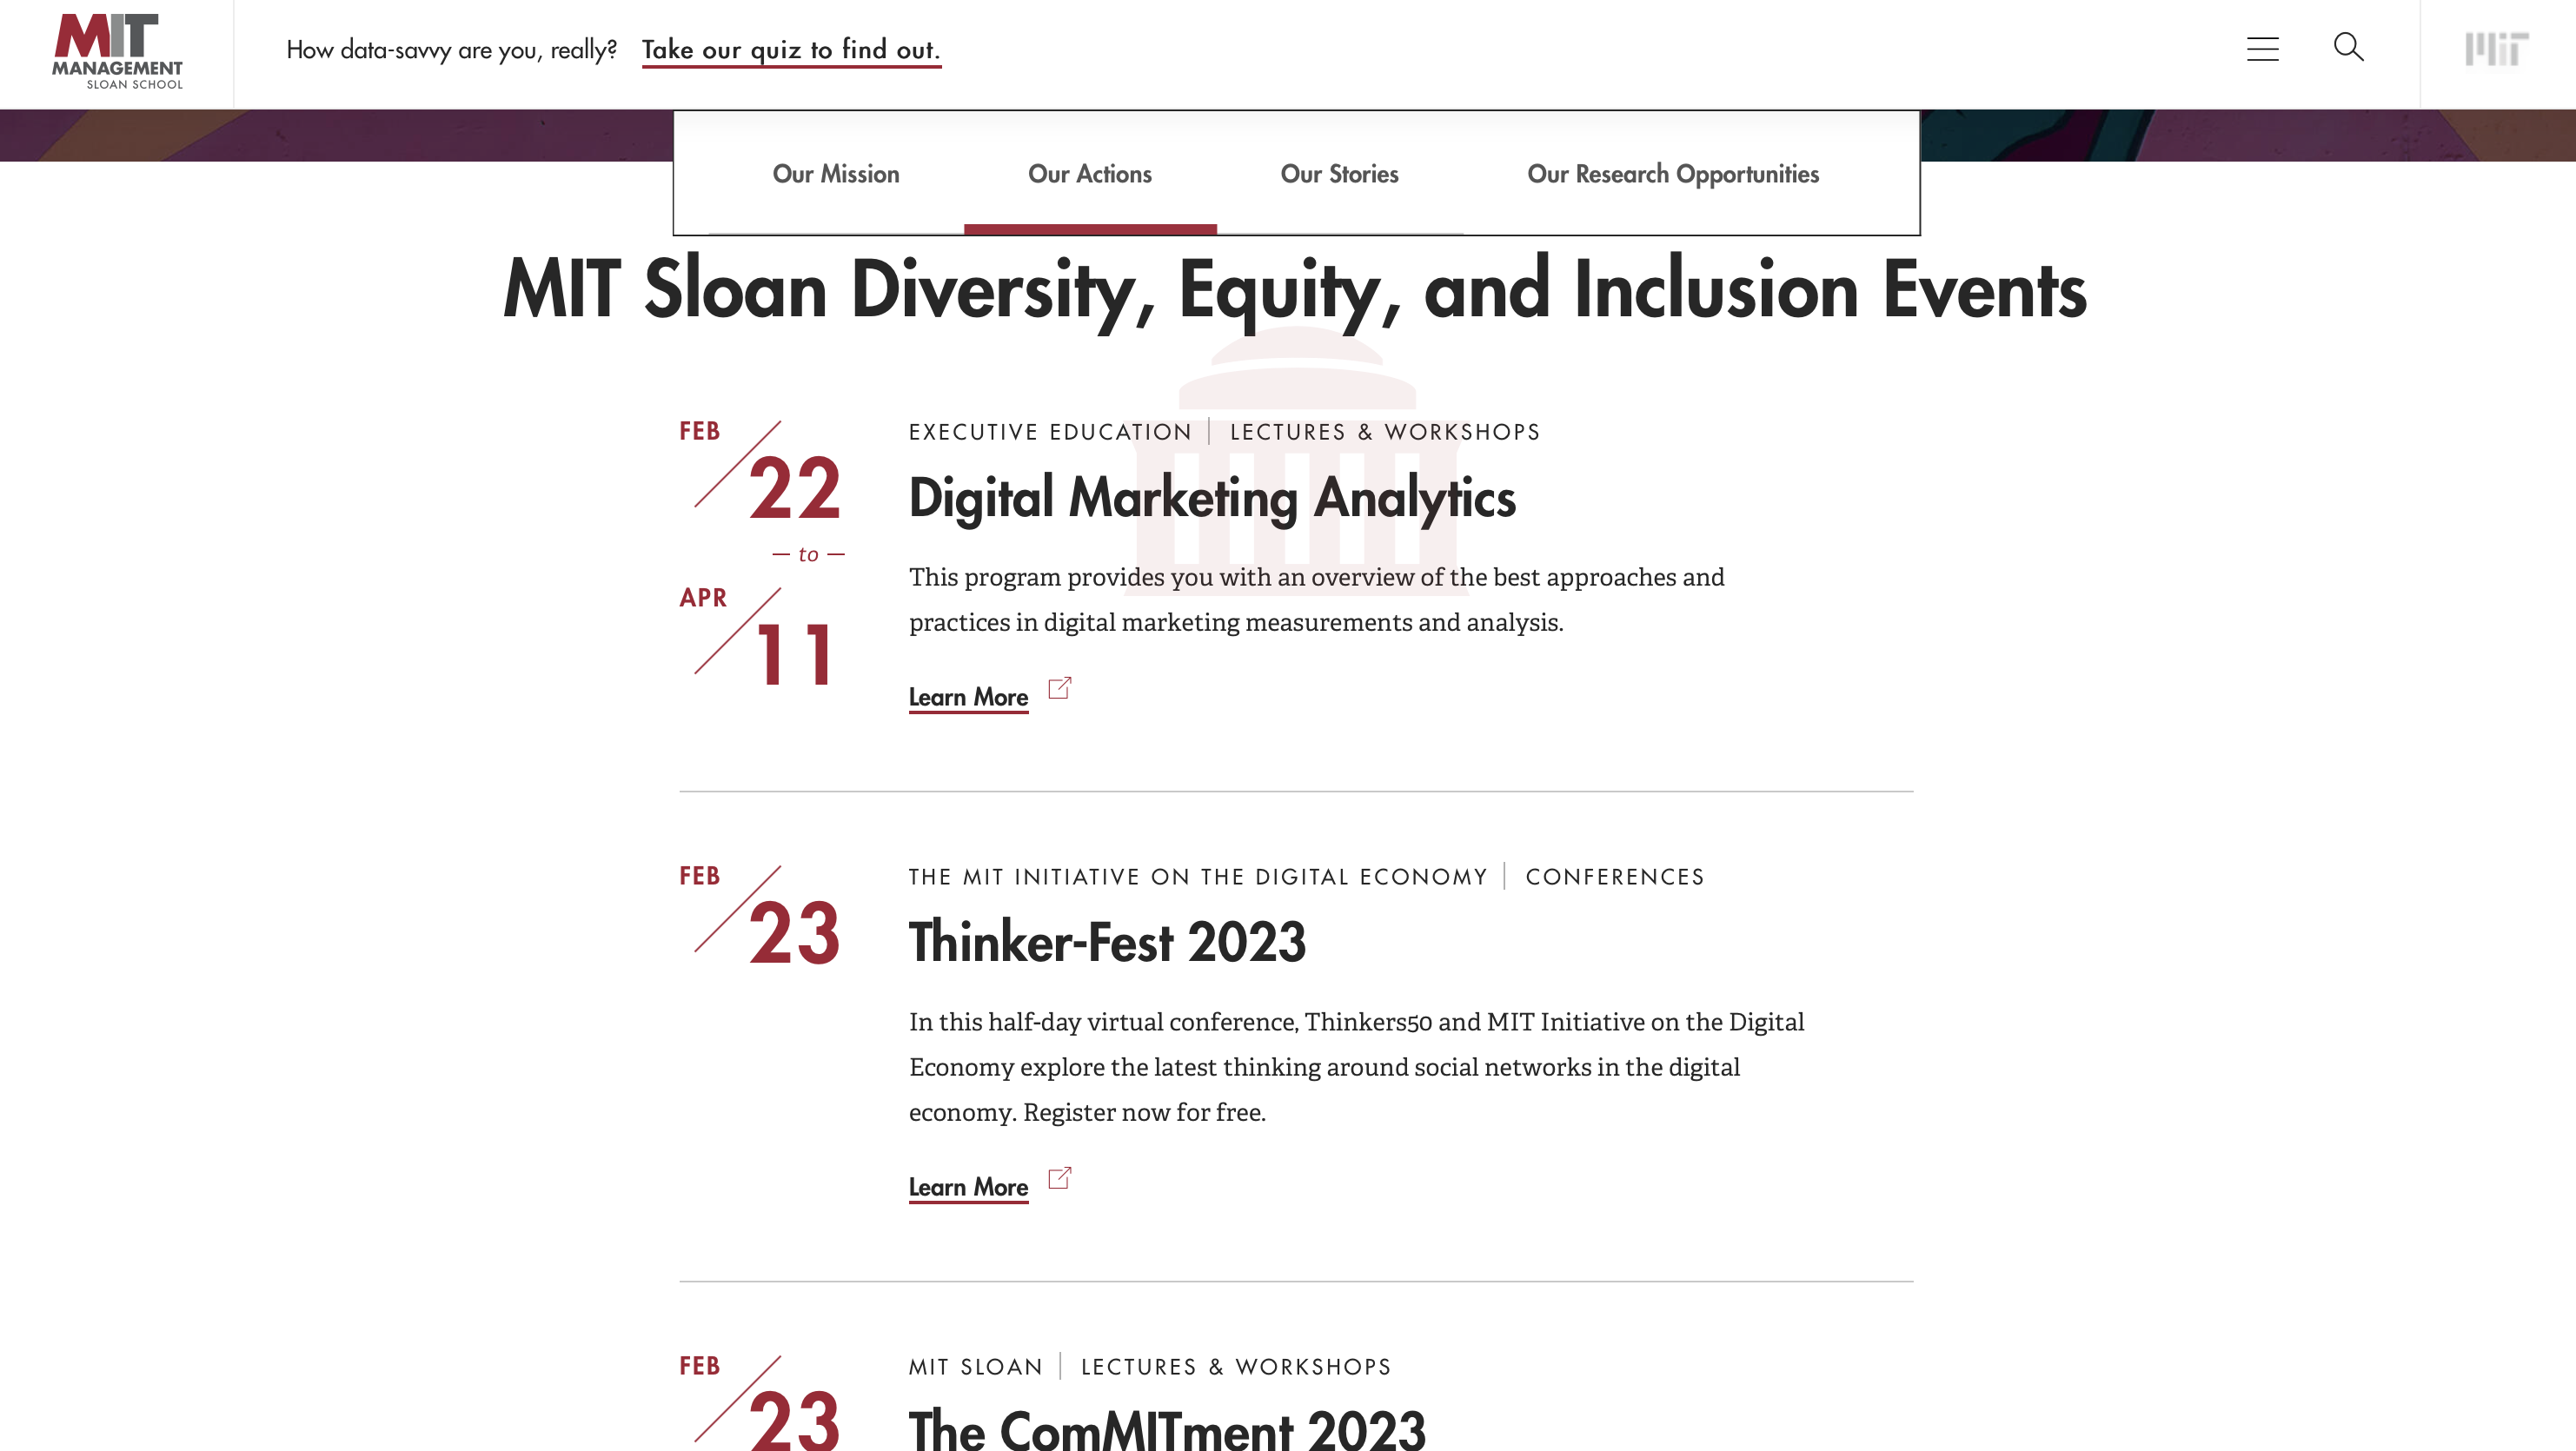 MIT
MANAGEMENT
SLOAN SCHOOL
How data-savvy are you, really? Take our quiz to find out.
MIT
Our Mission Our Actions Our Stories Our Research Opportunities
MIT Sloan Diversity, Equity, and Inclusion Events
FEB
22
— to —
APR
11
EXECUTIVE EDUCATION | LECTURES & WORKSHOPS
Digital Marketing Analytics
This program provides you with an overview of the best approaches and
practices in digital marketing measurements and analysis.
Learn More
FEB
23
THE MIT INITIATIVE ON THE DIGITAL ECONOMY | CONFERENCES
Thinker-Fest 2023
In this half-day virtual conference, Thinkers50 and MIT Initiative on the Digital
Economy explore the latest thinking around social networks in the digital
economy. Register now for free.
Learn More
FEB
23
MIT SLOAN | LECTURES & WORKSHOPS
The ComMITment 2023